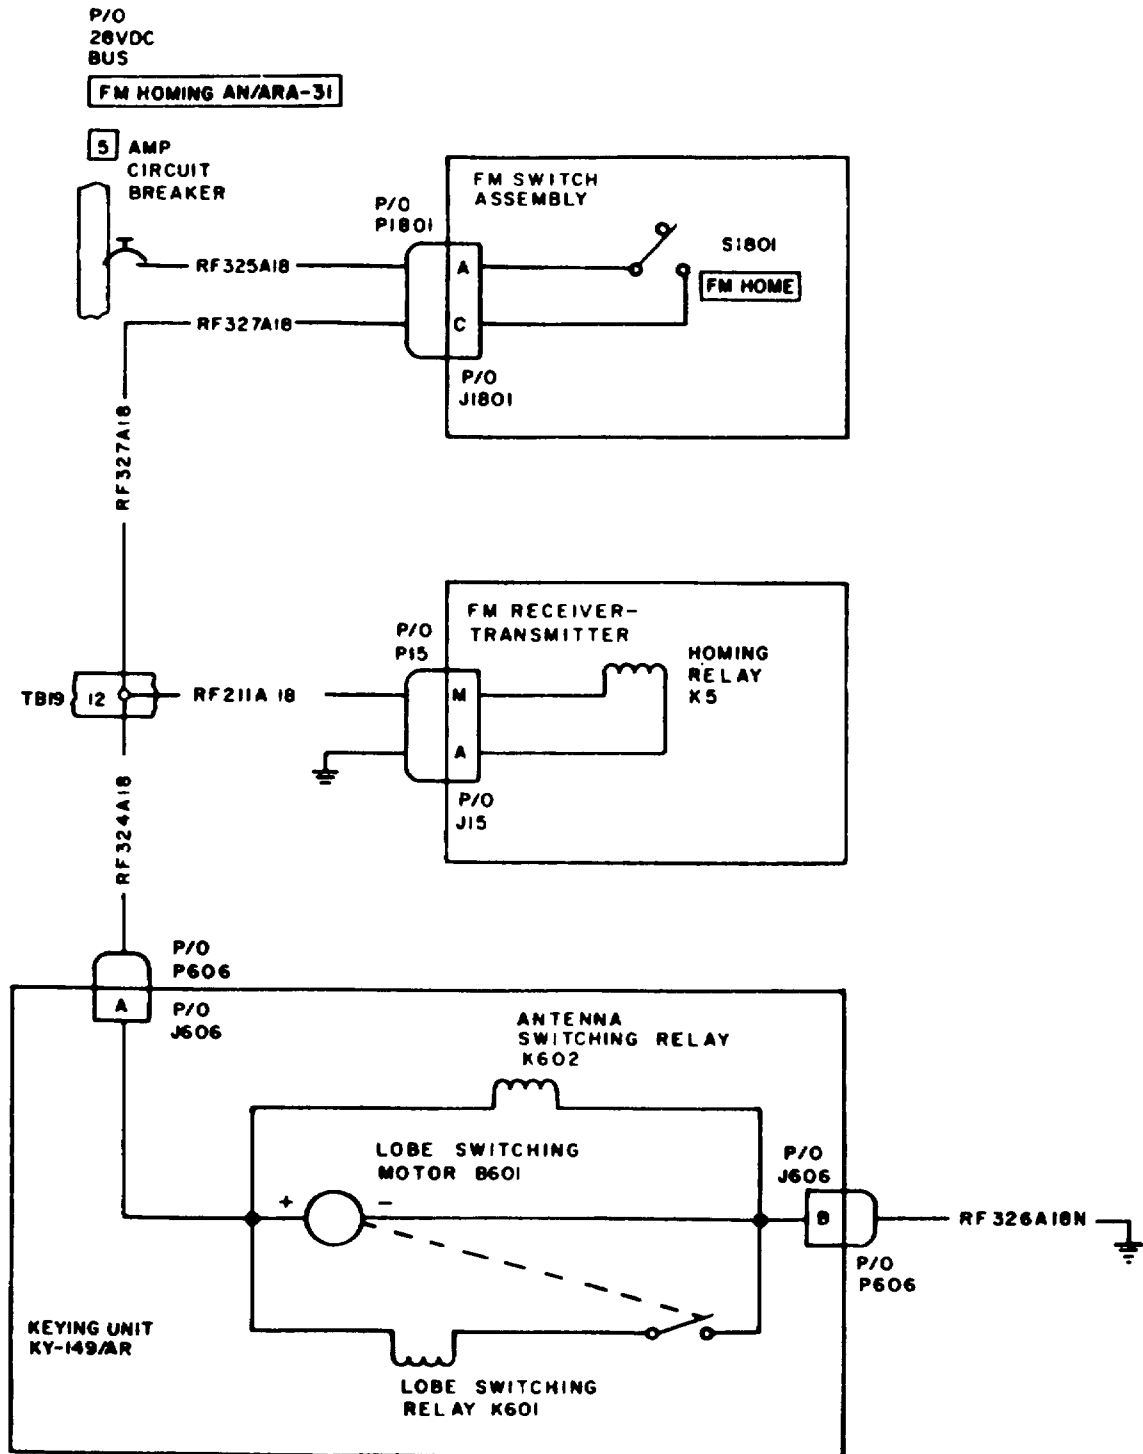 P/O
28VDC
BUS
FM HOMING AN/ARA-31
5 AMP
CIRCUIT
BREAKER
P/O
P1801
FM SWITCH
ASSEMBLY
S1801
FM HOME
A
C
RF325A18
RF327A18
P/O
J1801
RF327A18
FM RECEIVER-
TRANSMITTER
P/O
P15
HOMING
RELAY
K5
TB19
12
RF211A 18
M
A
P/O
J15
RF324A18
P/O
P606
A
P/O
J606
ANTENNA
SWITCHING RELAY
K602
LOBE SWITCHING
MOTOR B601
+
-
P/O
J606
B
RF326A18N
P/O
P606
KEYING UNIT
KY-149/AR
LOBE SWITCHING
RELAY K601